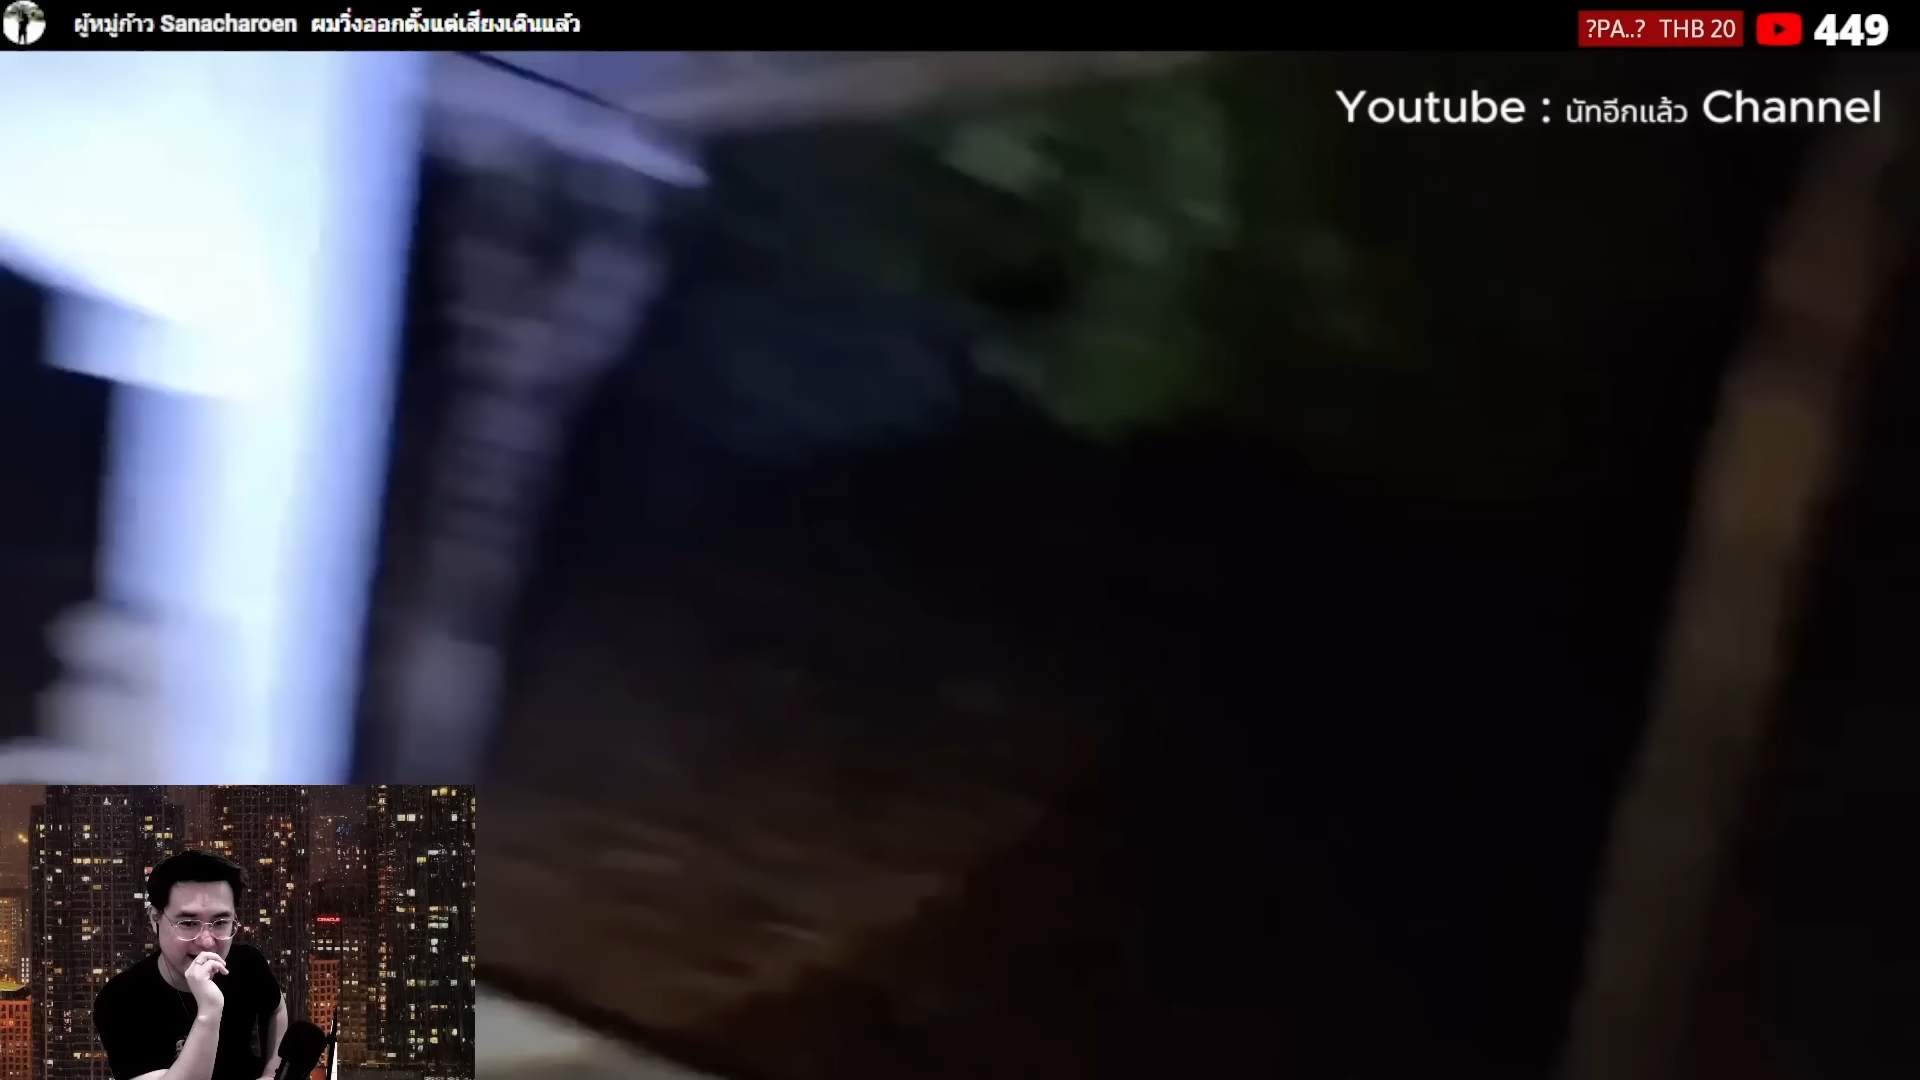 ผู้หมู่ก้าว Sanacharoen ผมวิ่งออกตั้งแต่เสียงเดินแล้ว
?PA..? THB 20
449
Youtube : นัทอีกแล้ว Channel
ORACLE